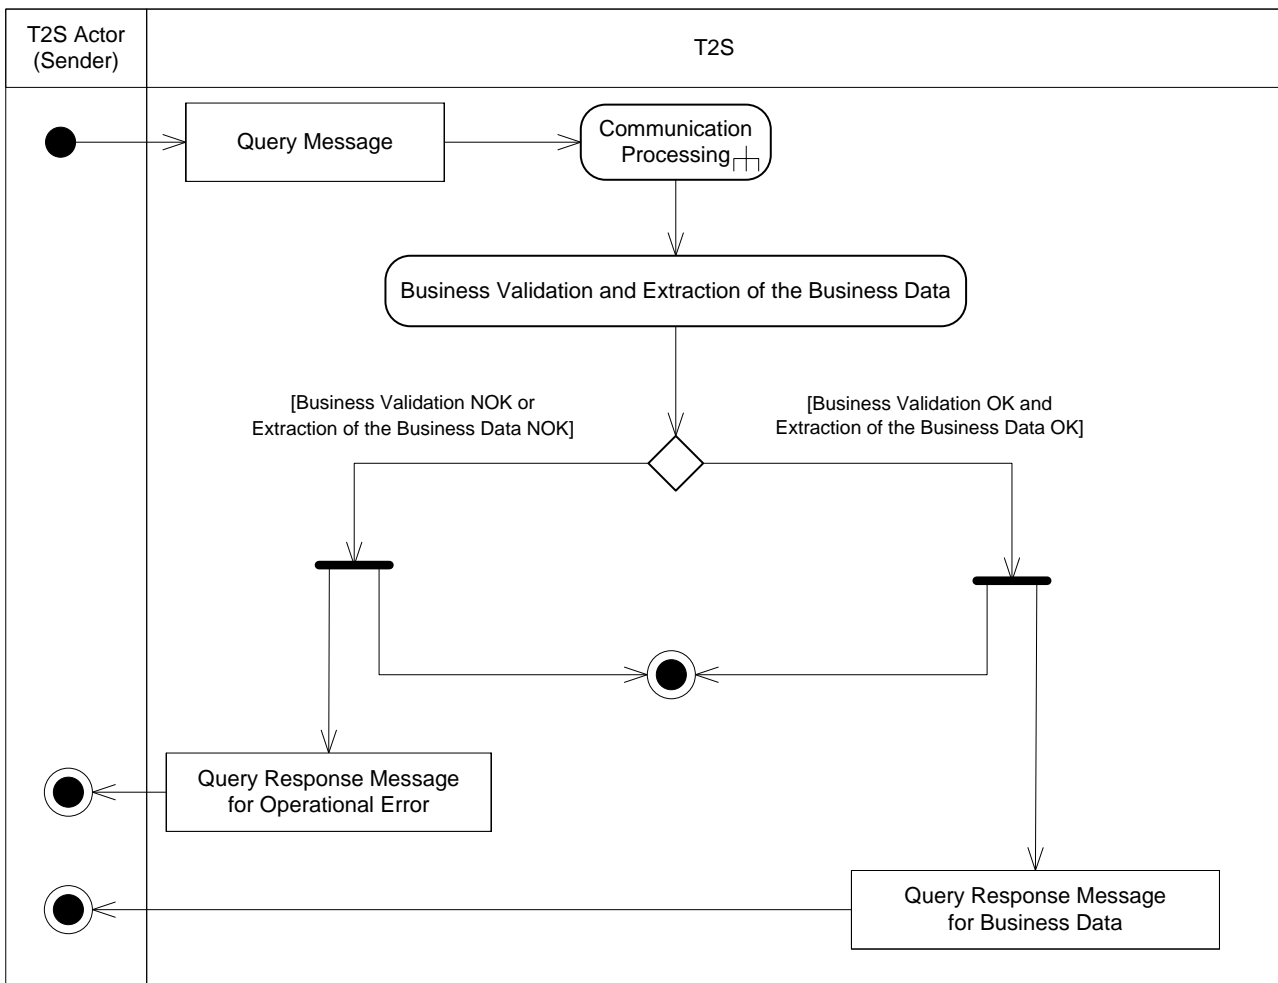 T2S Actor
(Sender)
T2S
Query Message
Communication
Processing
Business Validation and Extraction of the Business Data
[Business Validation NOK or
Extraction of the Business Data NOK]
[Business Validation OK and
Extraction of the Business Data OK]
Query Response Message
for Operational Error
Query Response Message
for Business Data